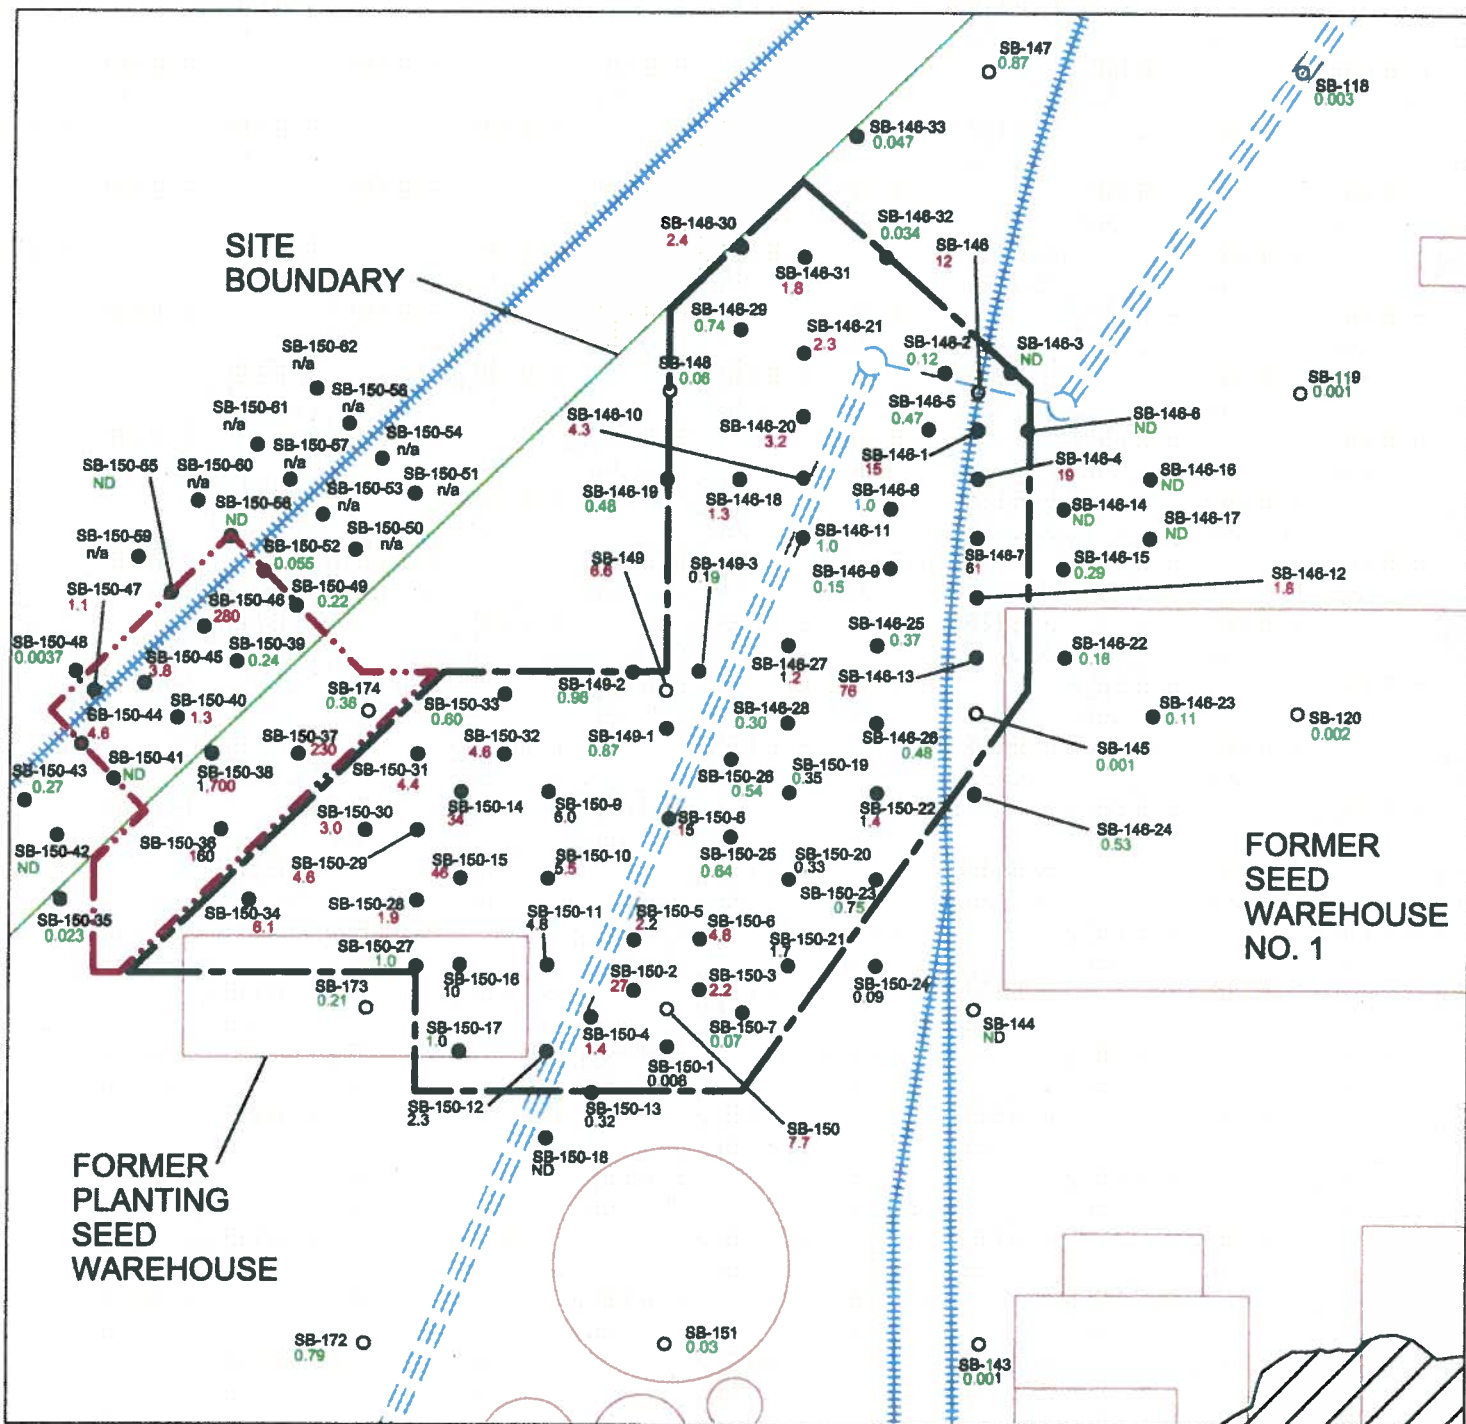 SB-147
0.87
SB-118
0.003
SB-146-33
0.047
SB-146-30
2.4
SB-146-32
0.034
SB-146
12
SITE
BOUNDARY
SB-146-31
1.8
SB-146-29
0.74
SB-146-21
2.3
SB-146-2
0.12
SB-146-3
ND
SB-148
0.06
SB-119
0.001
SB-150-62
n/a
SB-150-58
n/a
SB-150-61
n/a
SB-150-54
n/a
SB-150-57
n/a
SB-150-55
ND
SB-150-60
n/a
SB-150-51
n/a
SB-150-53
n/a
SB-150-56
ND
SB-150-50
n/a
SB-150-59
n/a
SB-150-52
0.055
SB-146-10
4.3
SB-146-20
3.2
SB-146-5
0.47
SB-146-6
ND
SB-146-1
15
SB-146-4
19
SB-146-16
ND
SB-146-19
0.48
SB-146-18
1.3
SB-146-8
1.0
SB-146-14
ND
SB-146-11
1.0
SB-146-17
ND
SB-149
6.6
SB-149-3
0.19
SB-146-9
0.15
SB-146-7
61
SB-146-15
0.29
SB-146-12
1.8
SB-150-47
1.1
SB-150-49
0.22
SB-150-46
280
SB-150-48
0.0037
SB-150-45
3.8
SB-150-39
0.24
SB-146-25
0.37
SB-146-27
1.2
SB-146-13
76
SB-146-22
0.16
SB-174
0.38
SB-150-33
0.60
SB-149-2
0.98
SB-150-44
4.6
SB-150-40
1.3
SB-146-28
0.30
SB-146-26
0.48
SB-146-23
0.11
SB-120
0.002
SB-149-1
0.87
SB-145
0.001
SB-150-43
0.27
SB-150-41
ND
SB-150-38
1,700
SB-150-37
230
SB-150-31
4.4
SB-150-32
4.6
SB-150-26
0.54
SB-150-19
0.35
SB-150-14
34
SB-150-9
6.0
SB-150-8
15
SB-150-22
1.4
SB-146-24
0.53
SB-150-42
ND
SB-150-36
160
SB-150-30
3.0
SB-150-29
4.6
SB-150-15
46
SB-150-10
5.5
SB-150-25
0.64
SB-150-20
0.33
SB-150-23
0.75
FORMER
SEED
WAREHOUSE
NO. 1
SB-150-35
0.023
SB-150-34
6.1
SB-150-28
1.9
SB-150-11
4.8
SB-150-5
2.2
SB-150-6
4.6
SB-150-21
1.7
SB-150-27
1.0
SB-150-16
10
SB-150-2
27
SB-150-3
2.2
SB-150-24
0.09
SB-173
0.21
SB-150-17
1.0
SB-150-4
1.4
SB-150-7
0.07
SB-144
ND
SB-150-1
0.008
SB-150-12
2.3
SB-150-13
0.32
SB-150
7.7
SB-150-18
ND
FORMER
PLANTING
SEED
WAREHOUSE
SB-172
0.79
SB-151
0.03
SB-143
0.001